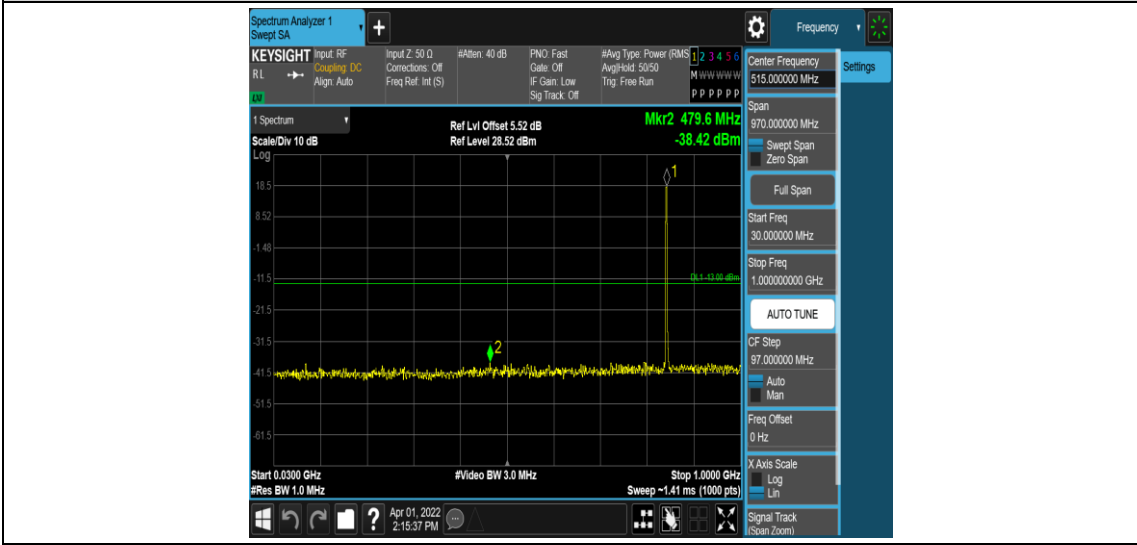 Spectrum Analyzer 1
Swept SA
+
Frequency
KEYSIGHT
RL
LXI
Input: RF
Coupling: DC
Align: Auto
Input Z: 50 Ω
Corrections: Off
Freq Ref: Int (S)
#Atten: 40 dB
PNO: Fast
Gate: Off
IF Gain: Low
Sig Track: Off
#Avg Type: Power (RMS
Avg|Hold: 50/50
Trig: Free Run
1 2 3 4 5 6
M W W W W W
P P P P P P
1 Spectrum
Scale/Div 10 dB
Log
Ref Lvl Offset 5.52 dB
Ref Level 28.52 dBm
Mkr2 479.6 MHz
-38.42 dBm
1
18.5
8.52
-1.48
-11.5
DL1 -13.00 dBm
-21.5
-31.5
2
-41.5
-51.5
-61.5
Start 0.0300 GHz
#Res BW 1.0 MHz
#Video BW 3.0 MHz
Stop 1.0000 GHz
Sweep ~1.41 ms (1000 pts)
?
Apr 01, 2022
2:15:37 PM
Center Frequency
515.000000 MHz
Settings
Span
970.000000 MHz
Swept Span
Zero Span
Full Span
Start Freq
30.000000 MHz
Stop Freq
1.000000000 GHz
AUTO TUNE
CF Step
97.000000 MHz
Auto
Man
Freq Offset
0 Hz
X Axis Scale
Log
Lin
Signal Track
(Span Zoom)